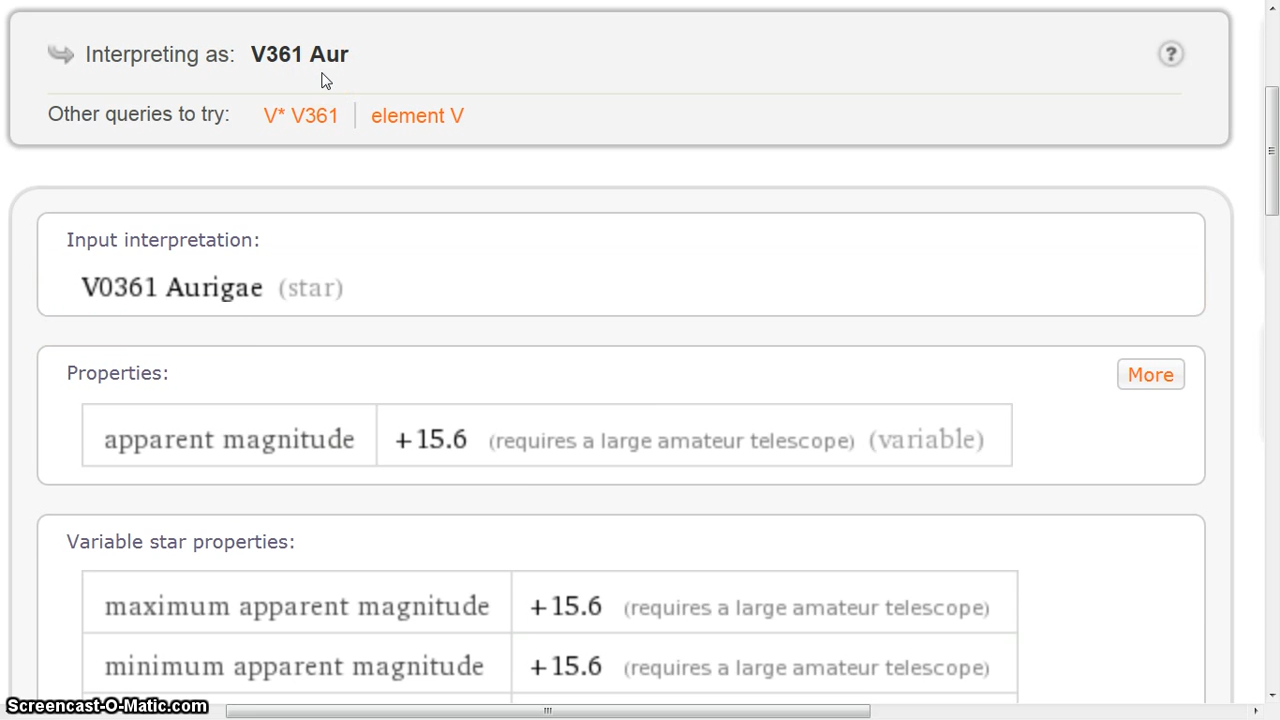 Interpreting as: V361 Aur
?
Other queries to try: V* V361 | element V
Input interpretation:
V0361 Aurigae (star)
Properties:
More
apparent magnitude +15.6 (requires a large amateur telescope) (variable)
Variable star properties:
maximum apparent magnitude +15.6 (requires a large amateur telescope)
minimum apparent magnitude +15.6 (requires a large amateur telescope)
Screencast-O-Matic.com